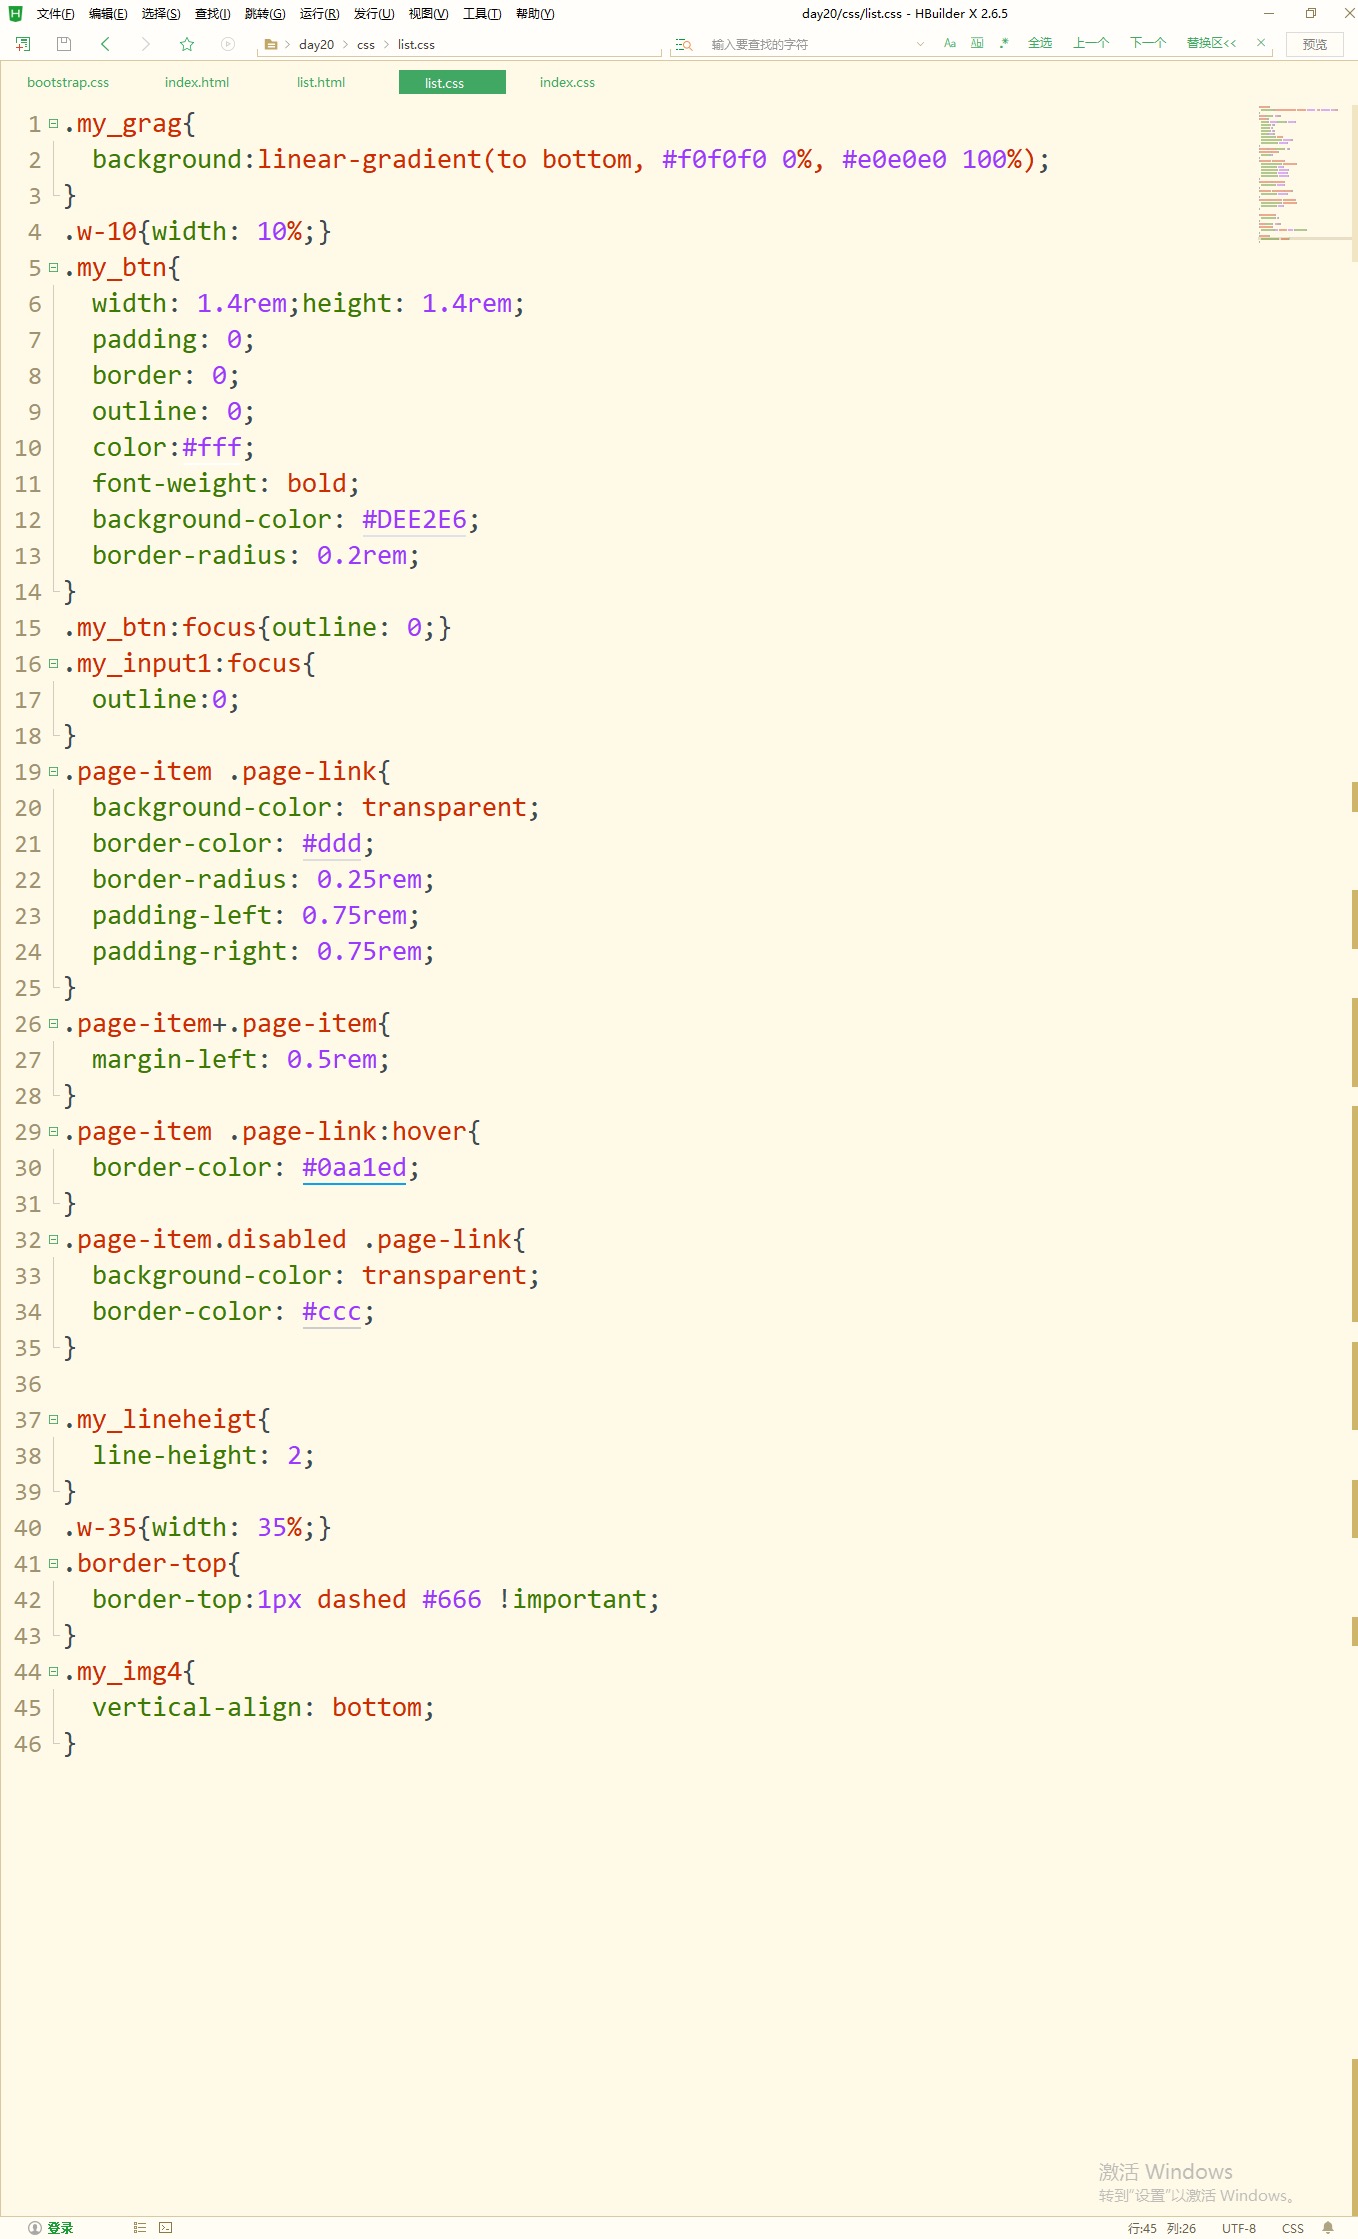 文件(F) 编辑(E) 选择(S) 查找(I) 跳转(G) 运行(R) 发行(U) 视图(V) 工具(T) 帮助(Y) day20/css/list.css - HBuilder X 2.6.5
day20 css list.css 输入要查找的字符 Aa 全选 上一个 下一个 替换区<< 预览
bootstrap.css index.html list.html list.css index.css
1 .my_grag{
2 background:linear-gradient(to bottom, #f0f0f0 0%, #e0e0e0 100%);
3 }
4 .w-10{width: 10%;}
5 .my_btn{
6 width: 1.4rem;height: 1.4rem;
7 padding: 0;
8 border: 0;
9 outline: 0;
10 color:#fff;
11 font-weight: bold;
12 background-color: #DEE2E6;
13 border-radius: 0.2rem;
14 }
15 .my_btn:focus{outline: 0;}
16 .my_input1:focus{
17 outline:0;
18 }
19 .page-item .page-link{
20 background-color: transparent;
21 border-color: #ddd;
22 border-radius: 0.25rem;
23 padding-left: 0.75rem;
24 padding-right: 0.75rem;
25 }
26 .page-item+.page-item{
27 margin-left: 0.5rem;
28 }
29 .page-item .page-link:hover{
30 border-color: #0aa1ed;
31 }
32 .page-item.disabled .page-link{
33 background-color: transparent;
34 border-color: #ccc;
35 }
36
37 .my_lineheigt{
38 line-height: 2;
39 }
40 .w-35{width: 35%;}
41 .border-top{
42 border-top:1px dashed #666 !important;
43 }
44 .my_img4{
45 vertical-align: bottom;
46 }
激活 Windows
转到“设置”以激活 Windows。
登录 行:45 列:26 UTF-8 CSS